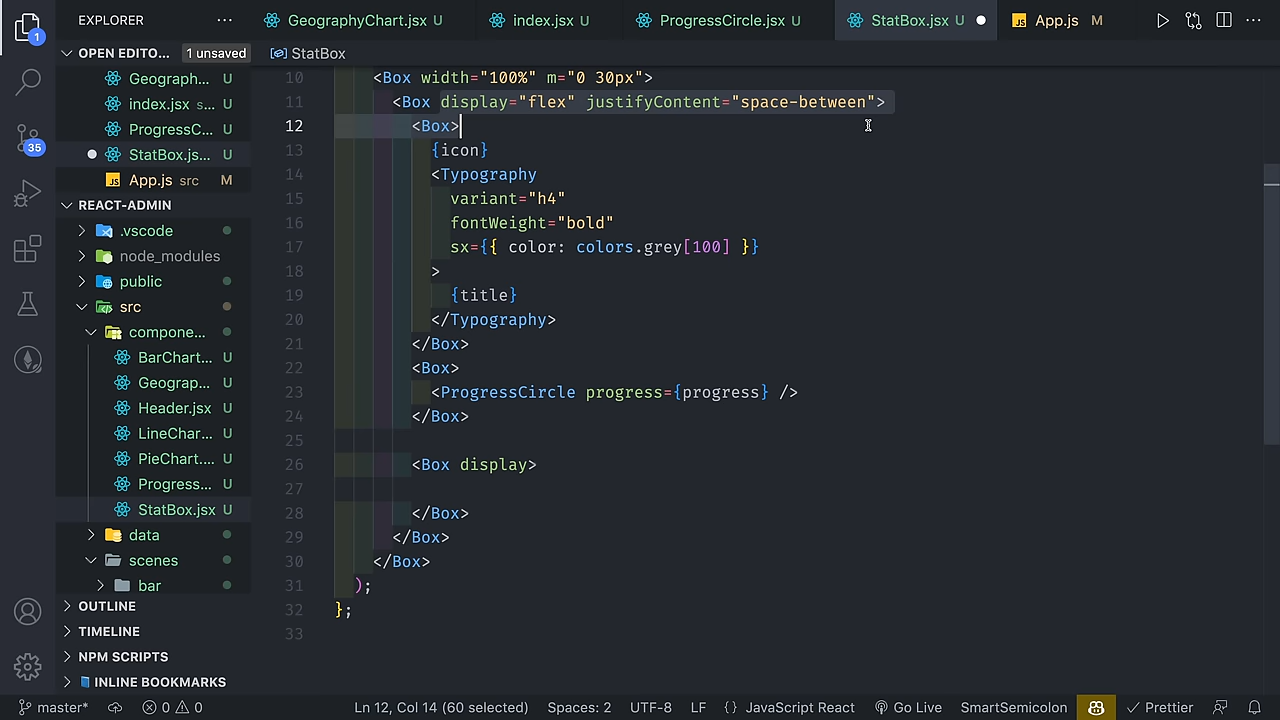 EXPLORER
GeographyChart.jsx U
index.jsx U
ProgressCircle.jsx U
StatBox.jsx U
App.js M
OPEN EDITO... 1 unsaved
StatBox
Geograph... U
index.jsx s... U
ProgressC... U
StatBox.js... U
App.js src M
REACT-ADMIN
.vscode
node_modules
public
src
compone...
BarChart... U
Geograp... U
Header.jsx U
LineChar... U
PieChart.... U
Progress... U
StatBox.jsx U
data
scenes
bar
OUTLINE
TIMELINE
NPM SCRIPTS
INLINE BOOKMARKS
1
35
10 <Box width="100%" m="0 30px">
11 <Box display="flex" justifyContent="space-between">
12 <Box>
13 {icon}
14 <Typography
15 variant="h4"
16 fontWeight="bold"
17 sx={{ color: colors.grey[100] }}
18 >
19 {title}
20 </Typography>
21 </Box>
22 <Box>
23 <ProgressCircle progress={progress} />
24 </Box>
25
26 <Box display>
27
28 </Box>
29 </Box>
30 </Box>
31 );
32 };
33
master* 0 0 Ln 12, Col 14 (60 selected) Spaces: 2 UTF-8 LF {} JavaScript React Go Live SmartSemicolon Prettier